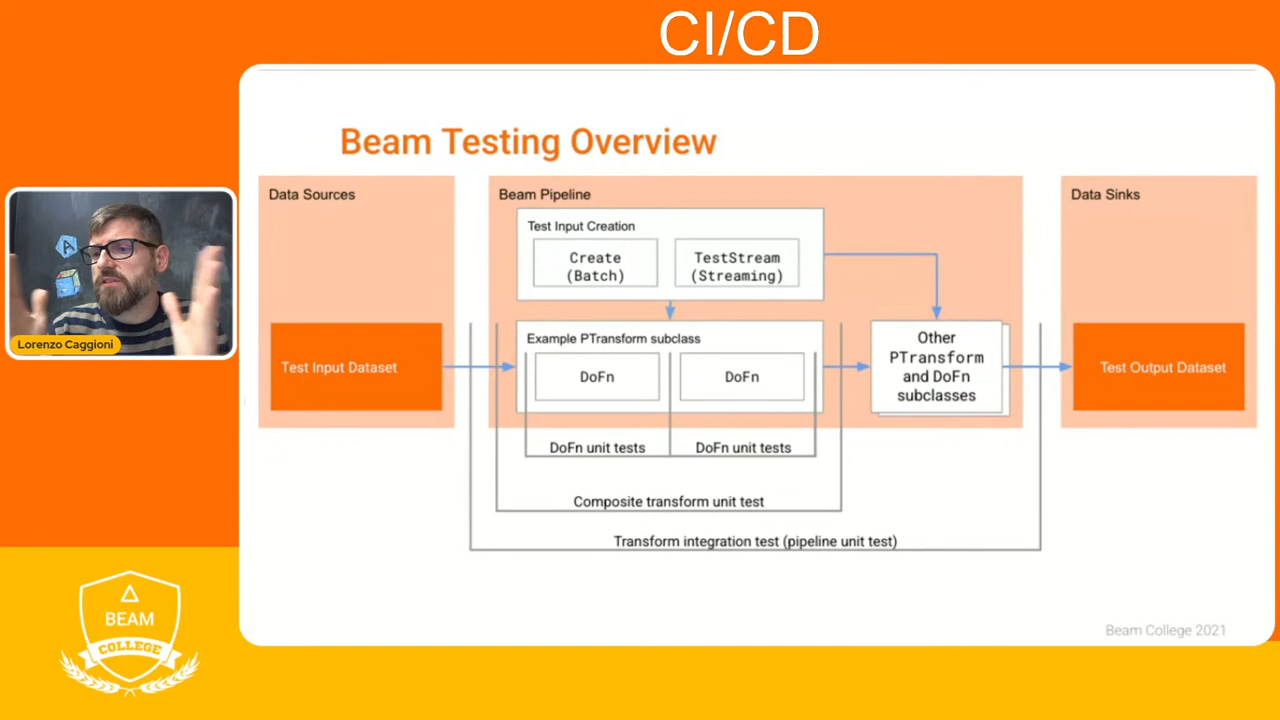 CI/CD
Beam Testing Overview
Data Sources
Beam Pipeline
Data Sinks
Test Input Creation
Create
(Batch)
TestStream
(Streaming)
Example PTransform subclass
DoFn
DoFn
Other
PTransform
and DoFn
subclasses
Test Input Dataset
Test Output Dataset
DoFn unit tests
DoFn unit tests
Composite transform unit test
Transform integration test (pipeline unit test)
Beam College 2021
Lorenzo Caggioni
A
BEAM
COLLEGE